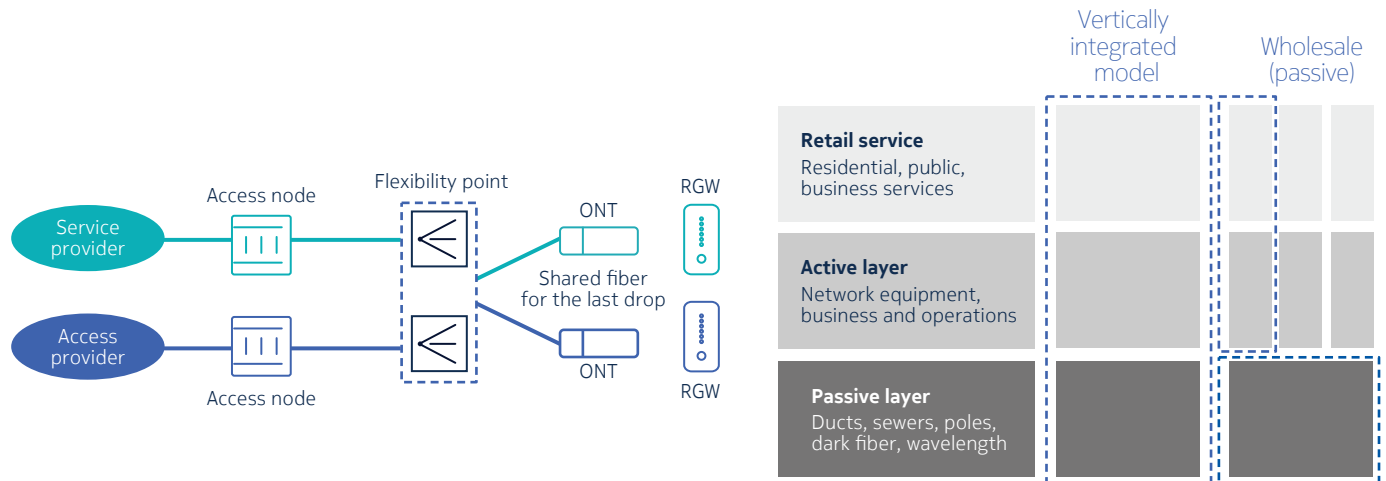 Service
provider
Access node
Access
provider
Access node
Flexibility point
ONT
Shared fiber
for the last drop
ONT
RGW
RGW
Vertically
integrated
model
Wholesale
(passive)
Retail service
Residential, public,
business services
Active layer
Network equipment,
business and operations
Passive layer
Ducts, sewers, poles,
dark fiber, wavelength